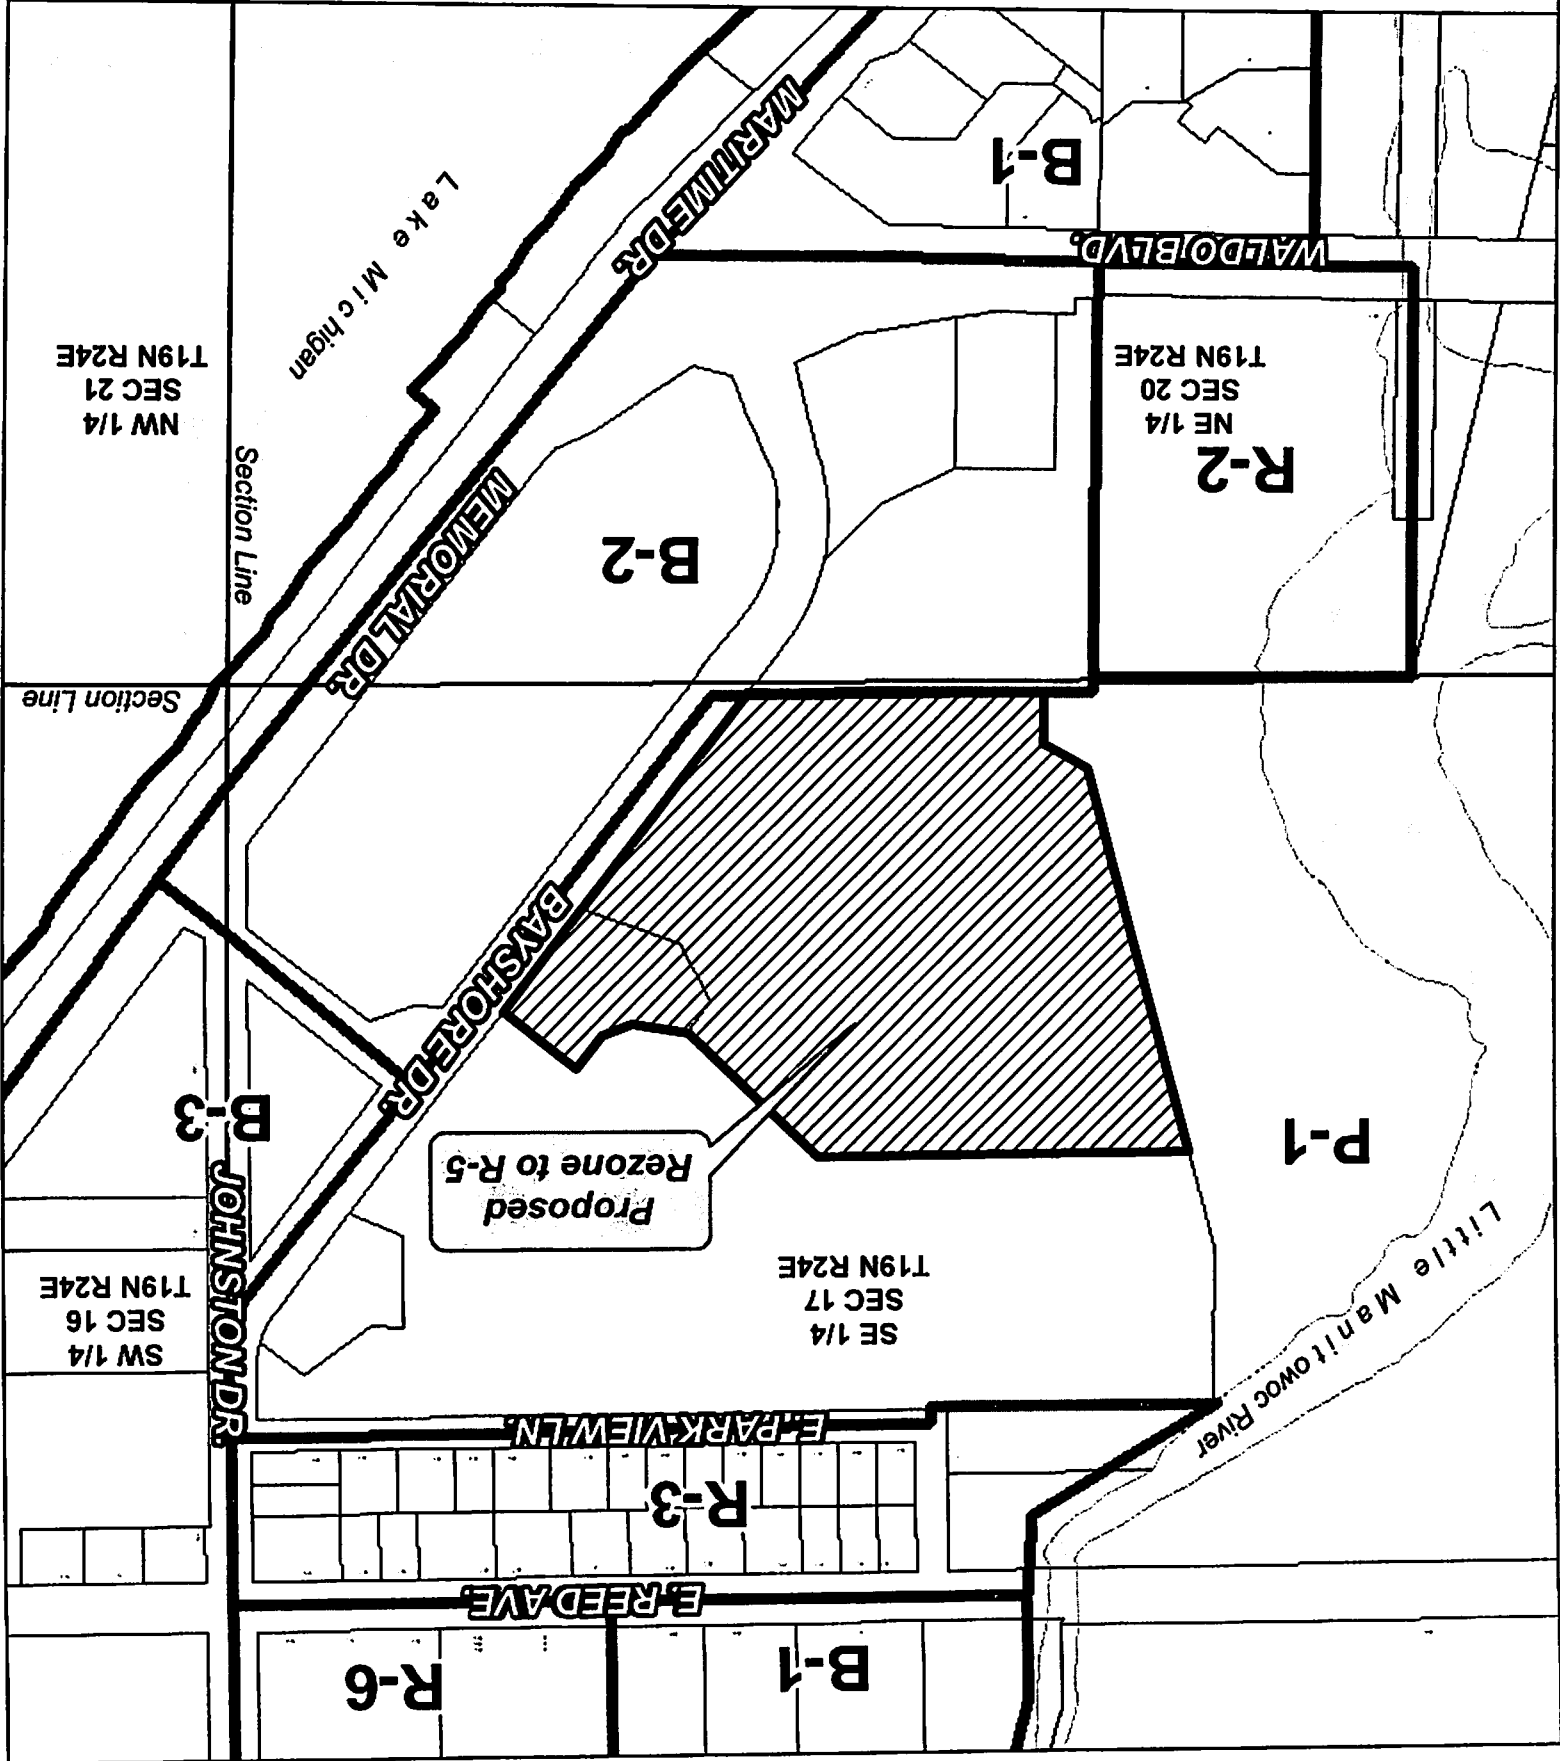 R-6
B-1
E. REED AVE.
R-3
E. PARK VIEW LN.
Little Manitowoc River
SE 1/4
SEC 17
T19N R24E
SW 1/4
SEC 16
T19N R24E
JOHNSTON DR.
Proposed
Rezone to R-5
P-1
B-3
BAYSHORE DR.
Section Line
MEMORIAL DR.
Section Line
B-2
R-2
NE 1/4
SEC 20
T19N R24E
NW 1/4
SEC 21
T19N R24E
Lake Michigan
WALDO BLVD.
MARITIME DR.
B-1